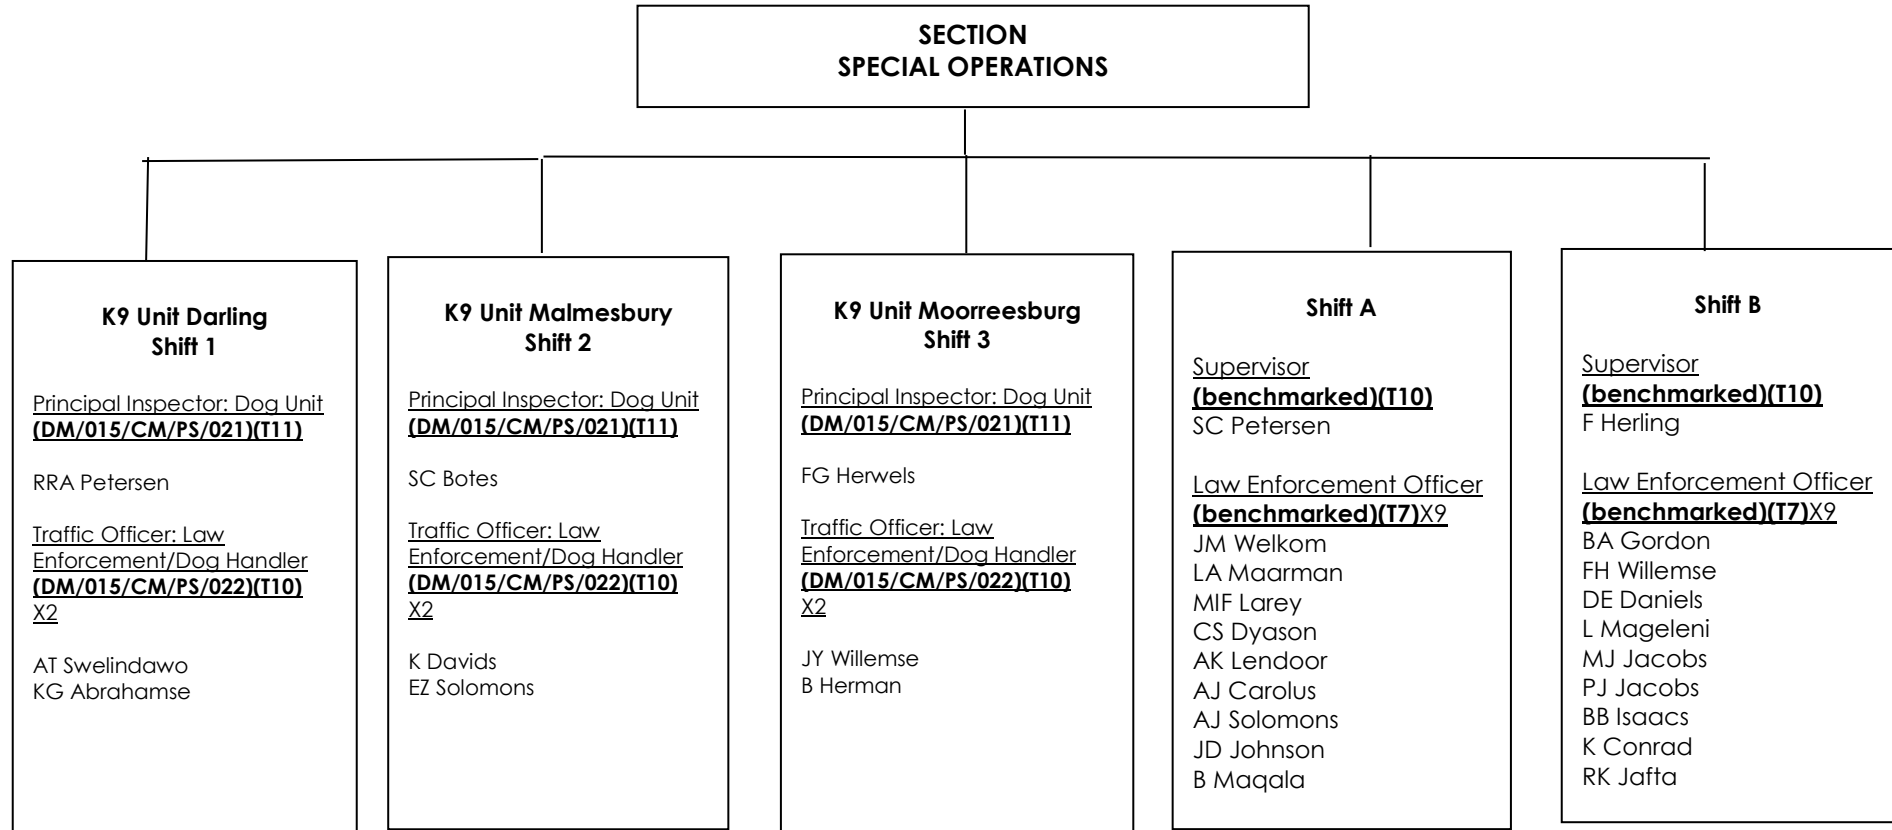 SECTION
SPECIAL OPERATIONS
K9 Unit Darling
Shift 1
Principal Inspector: Dog Unit
(DM/015/CM/PS/021)(T11)
RRA Petersen
Traffic Officer: Law
Enforcement/Dog Handler
(DM/015/CM/PS/022)(T10)
X2
AT Swelindawo
KG Abrahamse
K9 Unit Malmesbury
Shift 2
Principal Inspector: Dog Unit
(DM/015/CM/PS/021)(T11)
SC Botes
Traffic Officer: Law
Enforcement/Dog Handler
(DM/015/CM/PS/022)(T10)
X2
K Davids
EZ Solomons
K9 Unit Moorreesburg
Shift 3
Principal Inspector: Dog Unit
(DM/015/CM/PS/021)(T11)
FG Herwels
Traffic Officer: Law
Enforcement/Dog Handler
(DM/015/CM/PS/022)(T10)
X2
JY Willemse
B Herman
Shift A
Supervisor
(benchmarked)(T10)
SC Petersen
Law Enforcement Officer
(benchmarked)(T7)X9
JM Welkom
LA Maarman
MIF Larey
CS Dyason
AK Lendoor
AJ Carolus
AJ Solomons
JD Johnson
B Maqala
Shift B
Supervisor
(benchmarked)(T10)
F Herling
Law Enforcement Officer
(benchmarked)(T7)X9
BA Gordon
FH Willemse
DE Daniels
L Mageleni
MJ Jacobs
PJ Jacobs
BB Isaacs
K Conrad
RK Jafta